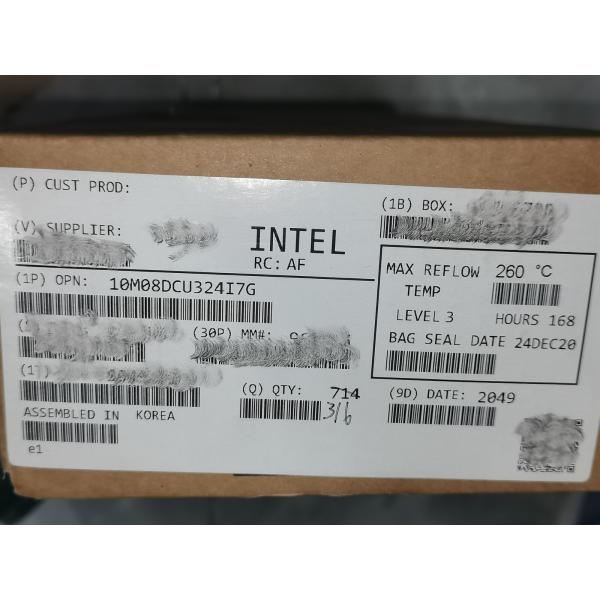 (P) CUST PROD:
(1B) BOX:
(V) SUPPLIER:
INTEL
RC: AF
(1P) OPN: 10M08DCU324I7G
MAX REFLOW 260 °C
TEMP
LEVEL 3 HOURS 168
BAG SEAL DATE 24DEC20
(30P) MM#:
(Q) QTY: 714
316
(9D) DATE: 2049
ASSEMBLED IN KOREA
e1